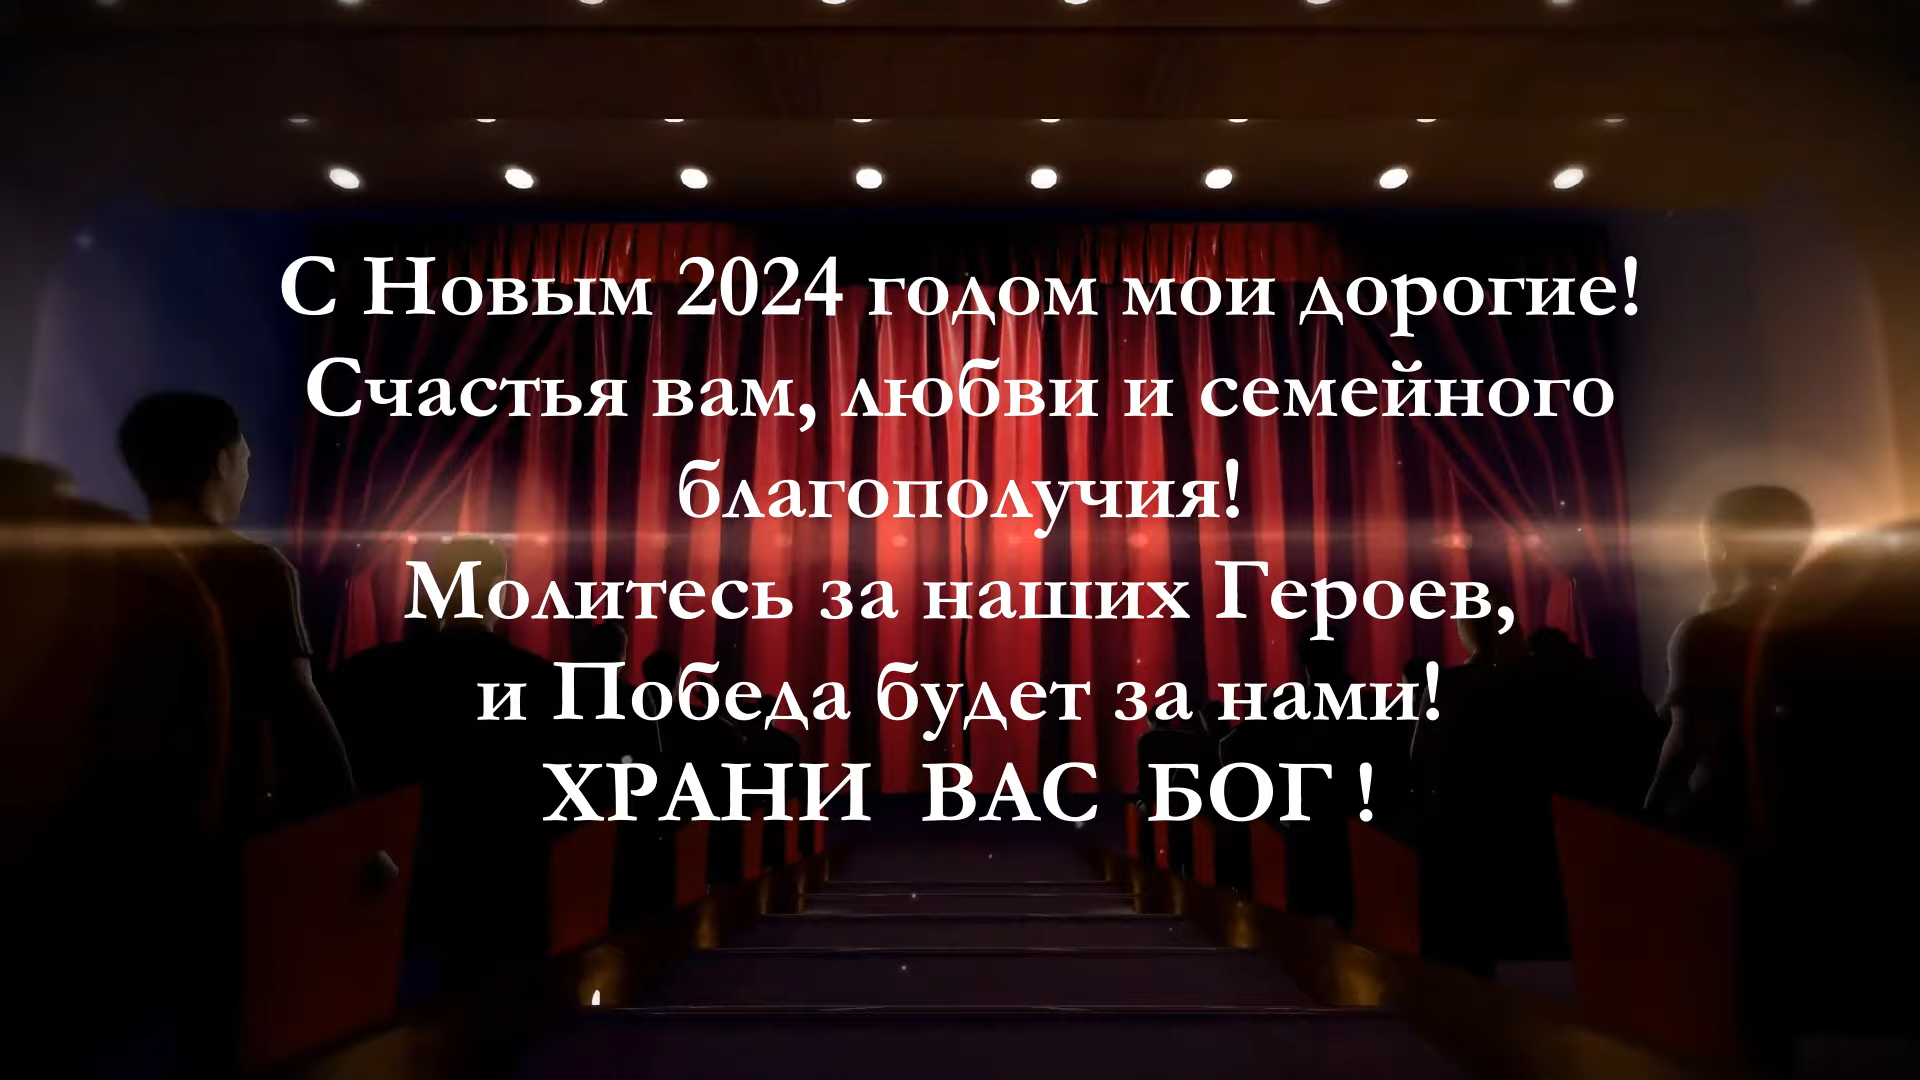 С Новым 2024 годом мои дорогие!
Счастья вам, любви и семейного
благополучия!
Молитесь за наших Героев,
и Победа будет за нами!
ХРАНИ ВАС БОГ !